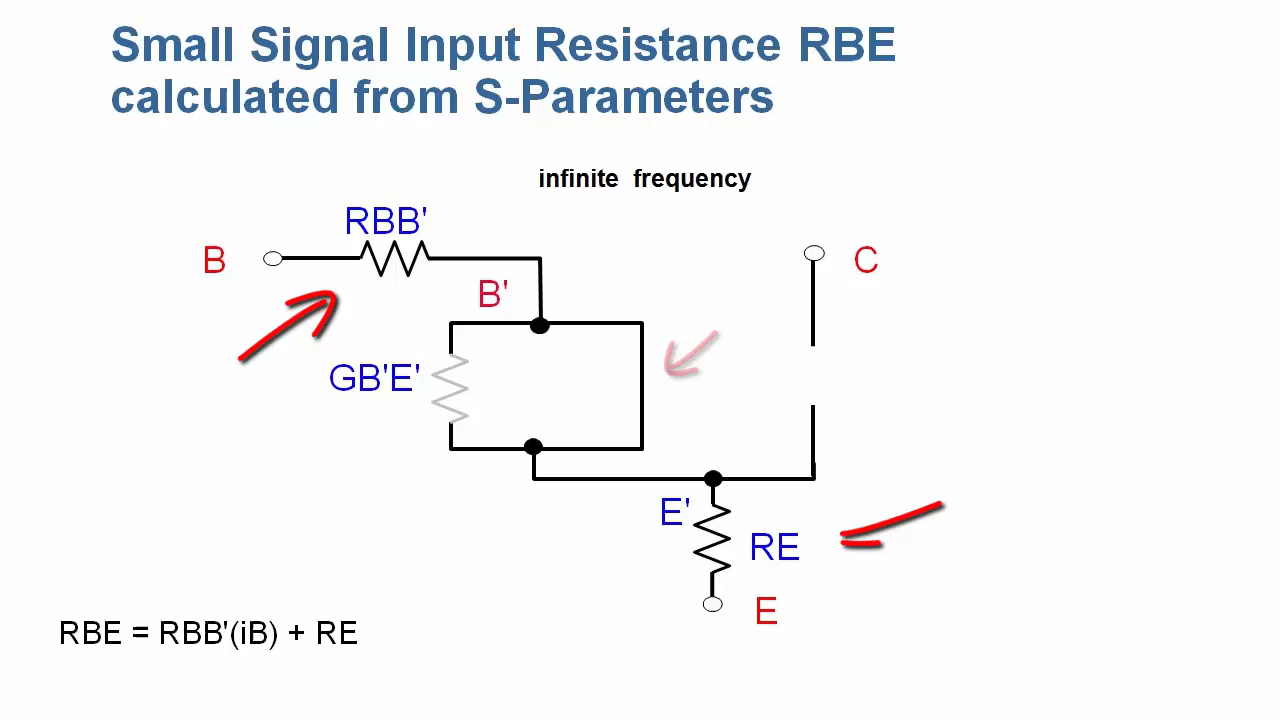 Small Signal Input Resistance RBE
calculated from S-Parameters
infinite frequency
RBB'
B
C
B'
GB'E'
E'
RE
E
RBE = RBB'(iB) + RE